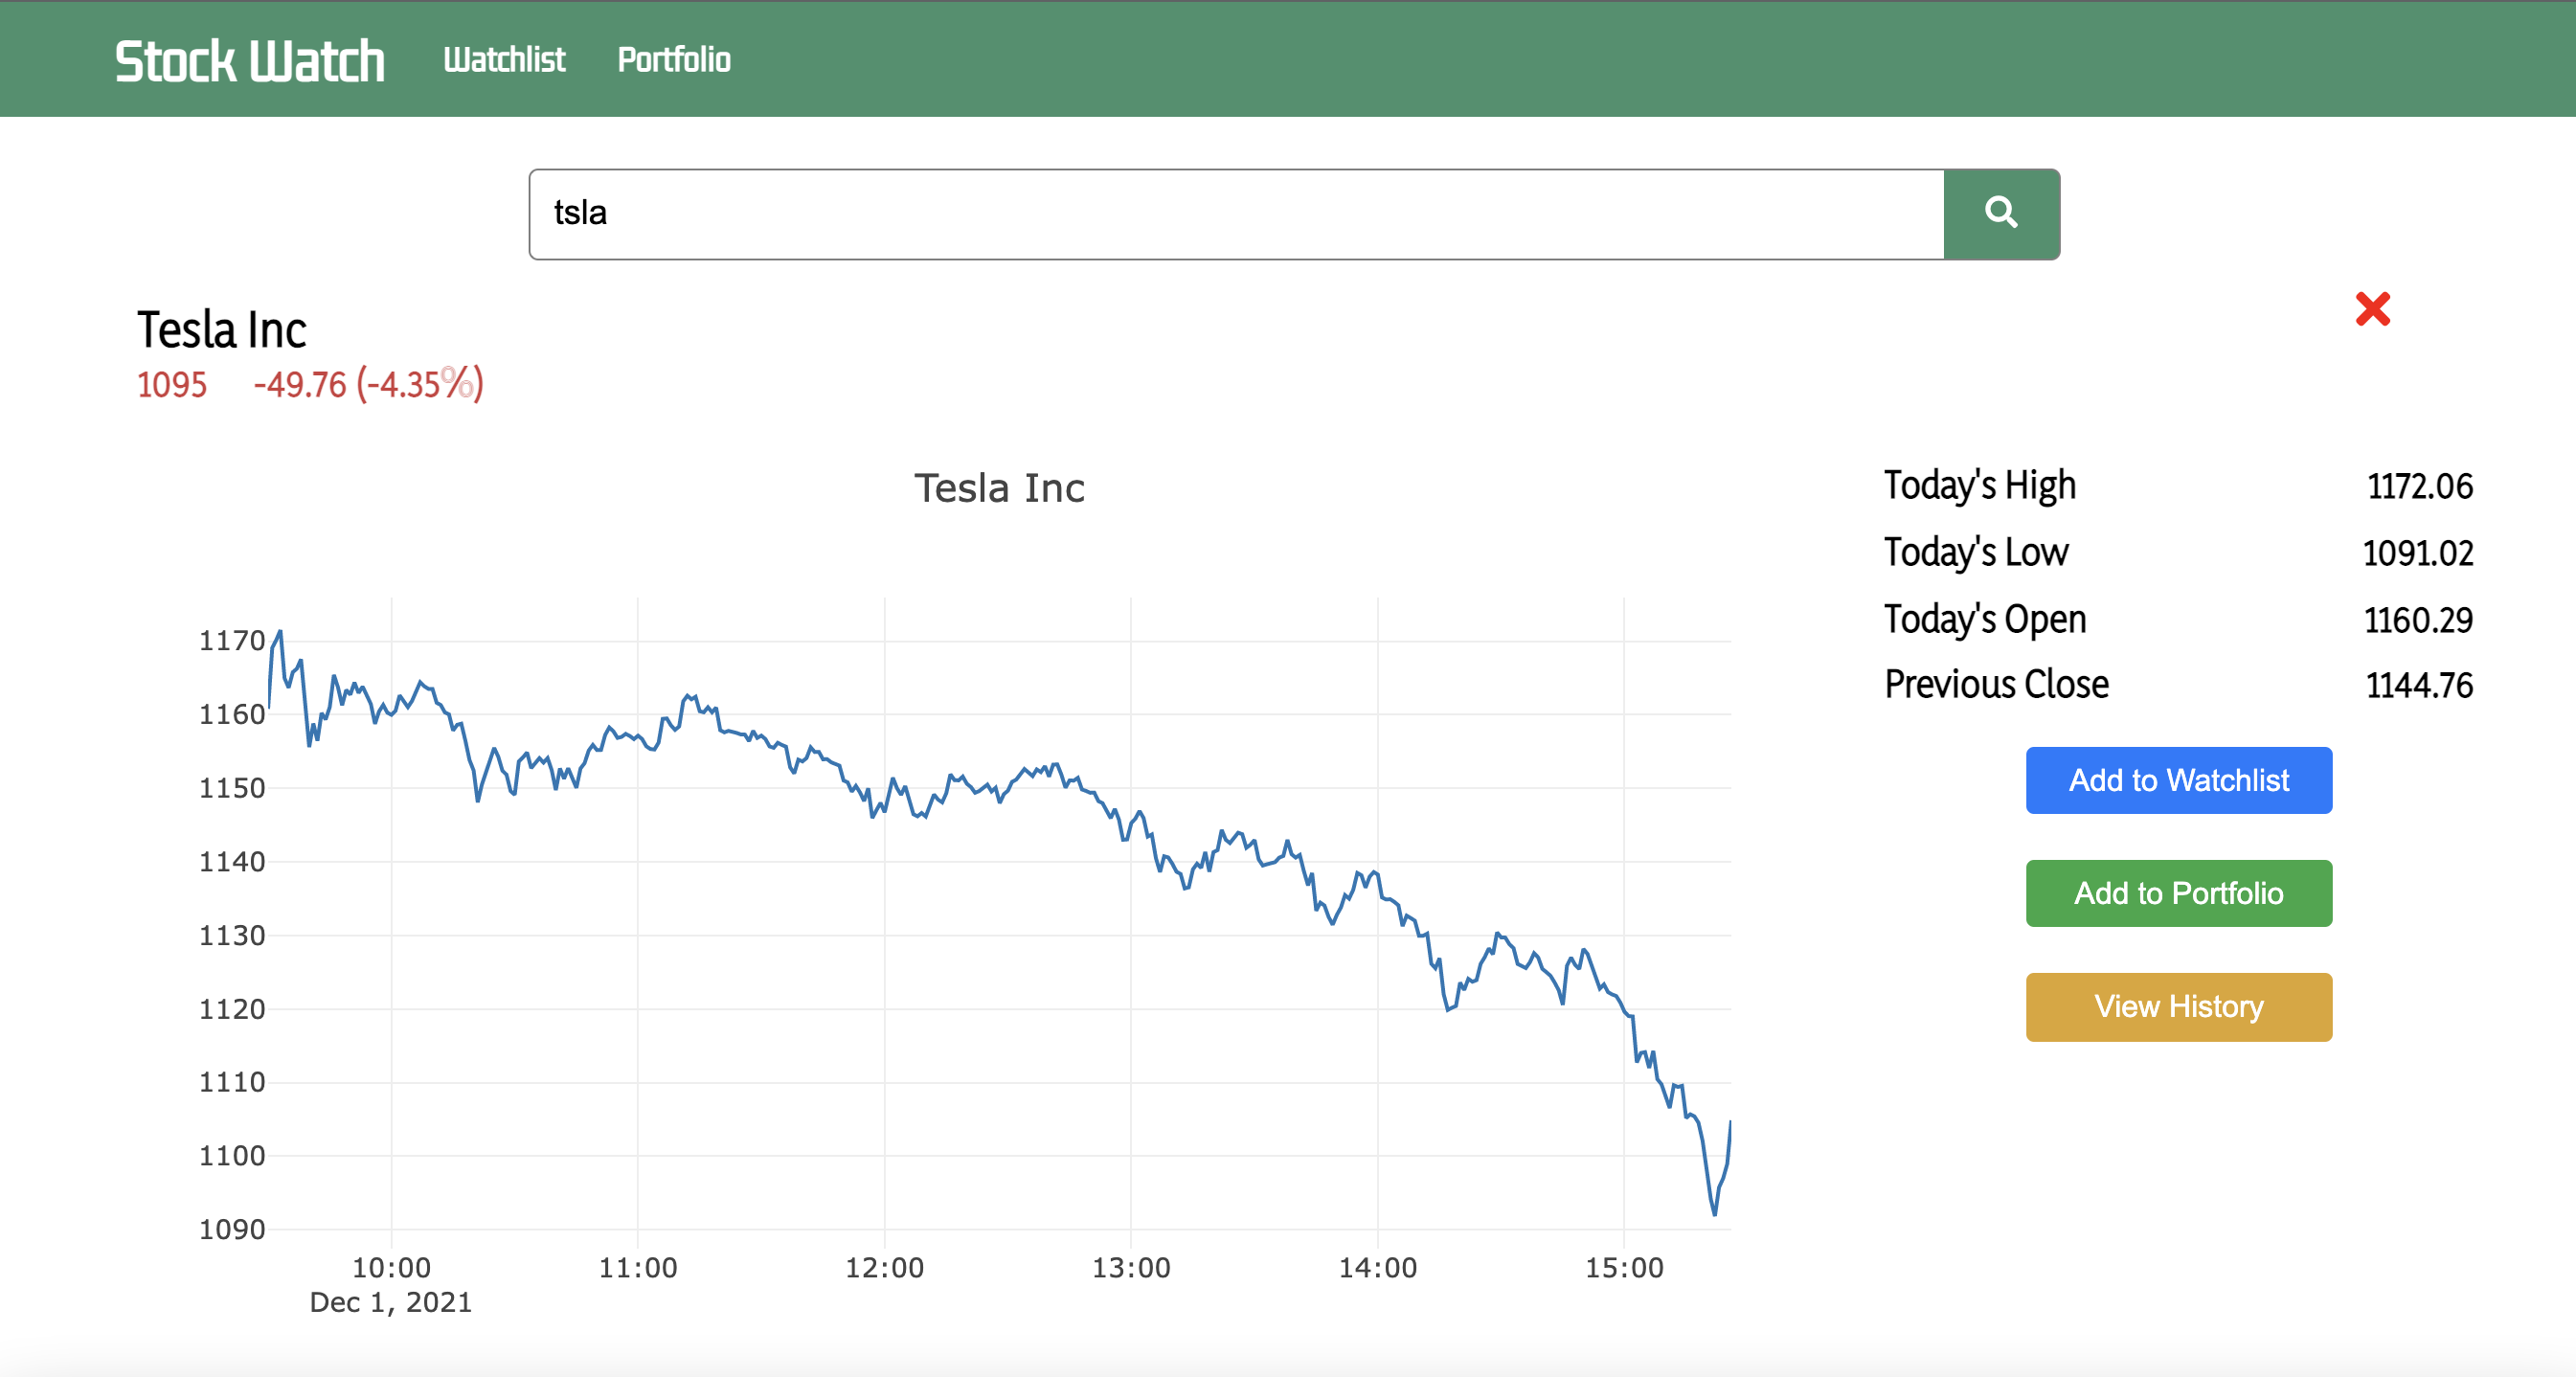 Stock Watch Watchlist Portfolio
tsla
Tesla Inc
1095 -49.76 (-4.35%)
Tesla Inc
Today's High 1172.06
Today's Low 1091.02
Today's Open 1160.29
Previous Close 1144.76
Add to Watchlist
Add to Portfolio
View History
1170
1160
1150
1140
1130
1120
1110
1100
1090
10:00 11:00 12:00 13:00 14:00 15:00
Dec 1, 2021